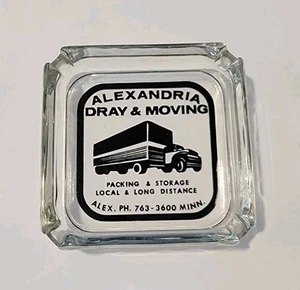 ALEXANDRIA
DRAY & MOVING
PACKING & STORAGE
LOCAL & LONG DISTANCE
ALEX. PH. 763-3600 MINN.